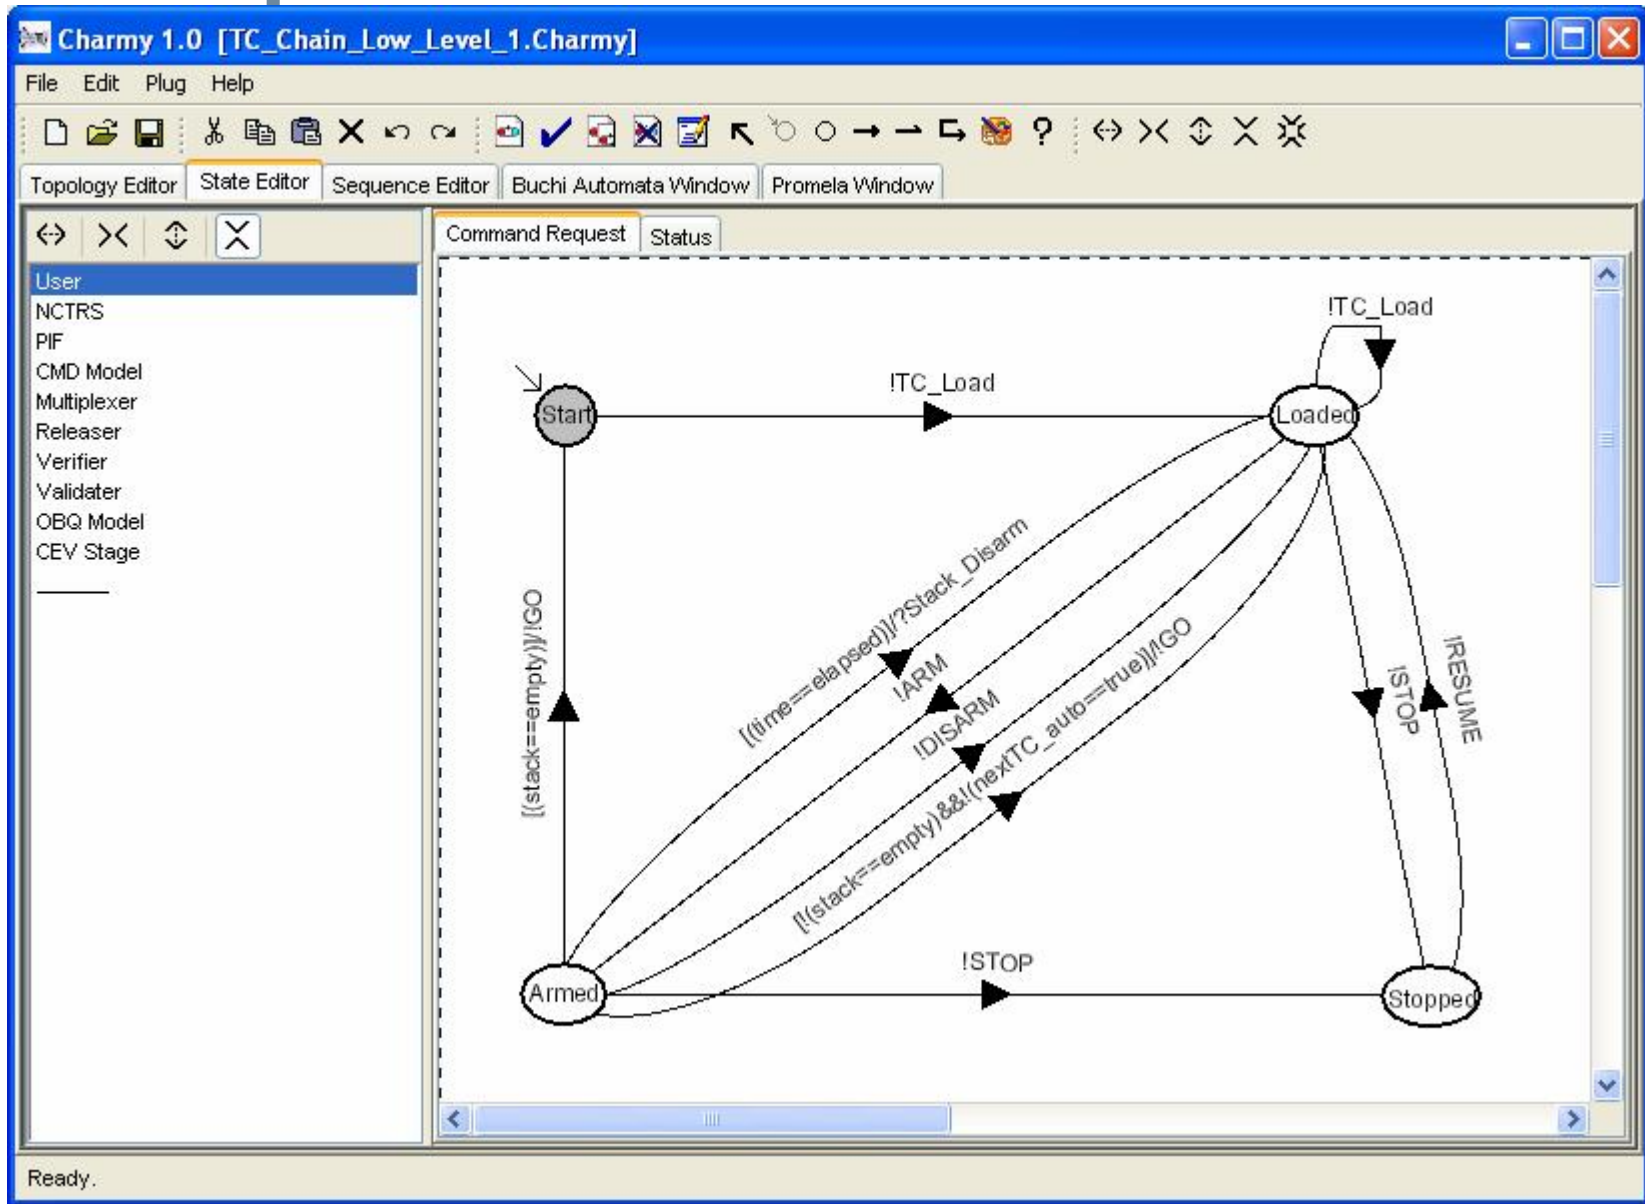 Charmy 1.0 [TC_Chain_Low_Level_1.Charmy]
File Edit Plug Help
Topology Editor State Editor Sequence Editor Buchi Automata Window Promela Window
Command Request Status
User
NCTRS
PIF
CMD Model
Multiplexer
Releaser
Verifier
Validater
OBQ Model
CEV Stage
!TC_Load
!TC_Load
Start
Loaded
[(time==elapsed)]/?Stack_Disarm
!ARM
!DISARM
[!(stack==empty)&&!(nextTC_auto==true)]/!GO
[(stack==empty)]/!GO
!STOP
!RESUME
!STOP
Armed
Stopped
Ready.